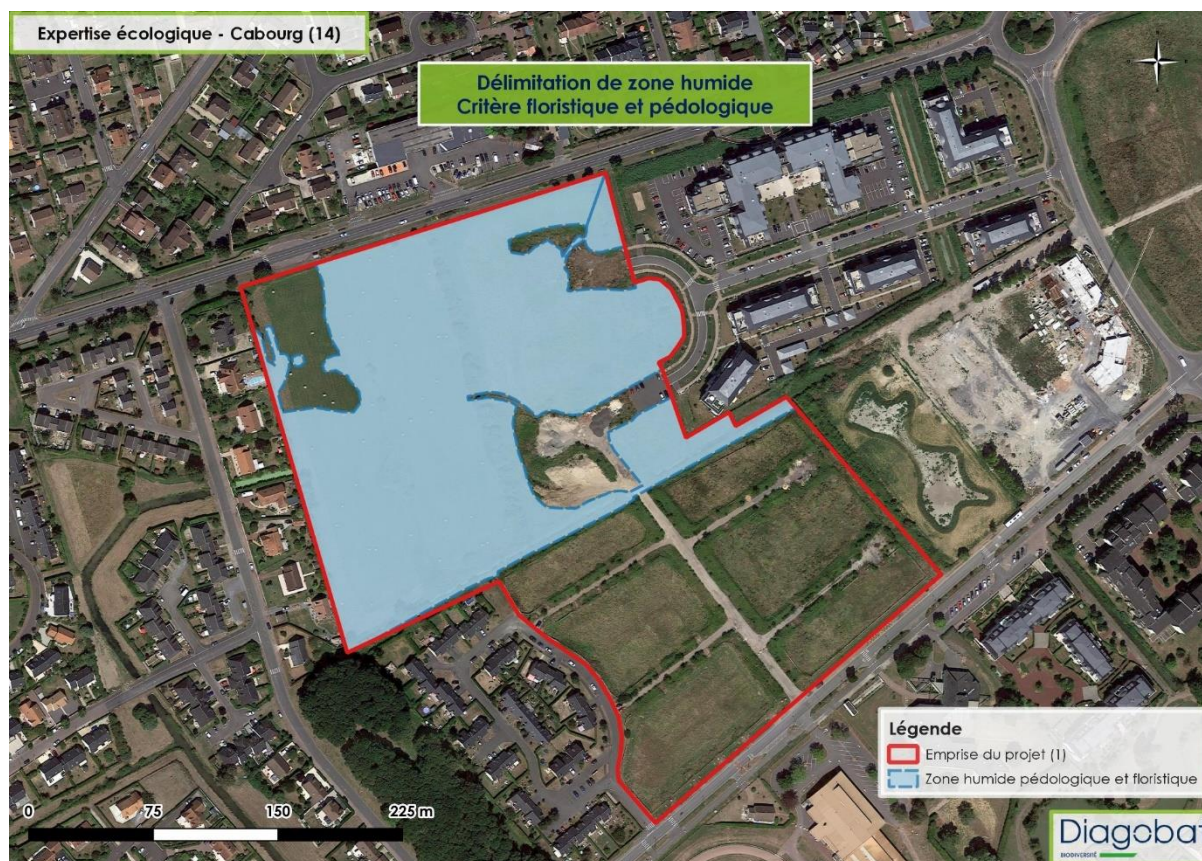 Expertise écologique - Cabourg (14)
Délimitation de zone humide
Critère floristique et pédologique
Légende
Emprise du projet (1)
Zone humide pédologique et floristique
0 75 150 225 m
Diagobat
BIODIVERSITÉ